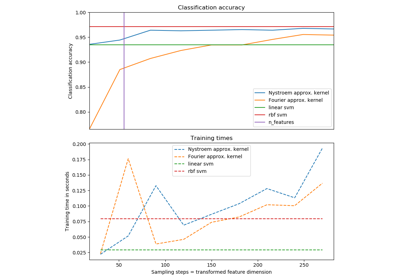 Classification accuracy
1.00
0.95
0.90
0.85
0.80
Classification accuracy
Nystroem approx. kernel
Fourier approx. kernel
linear svm
rbf svm
n_features
Training times
0.200
0.175
0.150
0.125
0.100
0.075
0.050
0.025
Training time in seconds
Nystroem approx. kernel
Fourier approx. kernel
linear svm
rbf svm
50
100
150
200
250
Sampling steps = transformed feature dimension